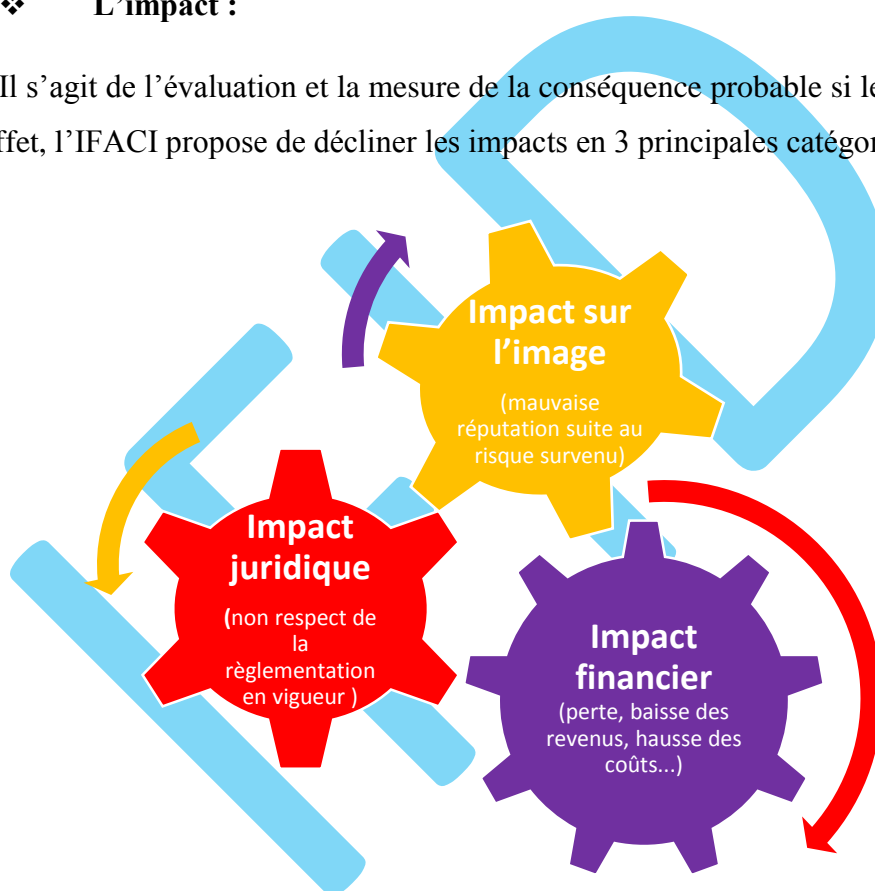 ❖ L’impact :
Il s’agit de l’évaluation et la mesure de la conséquence probable si le
ffet, l’IFACI propose de décliner les impacts en 3 principales catégor
Impact sur
l’image
(mauvaise
réputation suite au
risque survenu)
Impact
juridique
(non respect de
la
règlementation
en vigueur )
Impact
financier
(perte, baisse des
revenus, hausse des
coûts...)